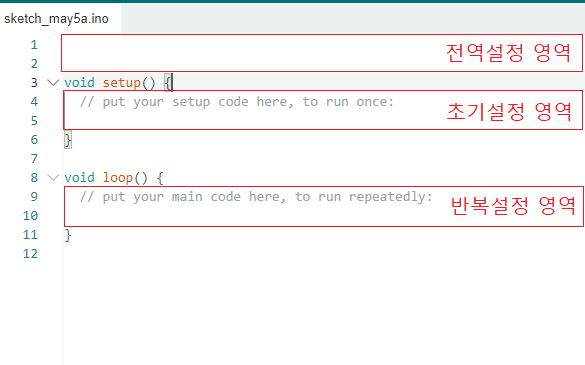 sketch_may5a.ino
1
전역설정 영역
2
3 void setup() {
4 // put your setup code here, to run once:
초기설정 영역
5
6 }
7
8 void loop() {
9 // put your main code here, to run repeatedly:
반복설정 영역
10
11 }
12